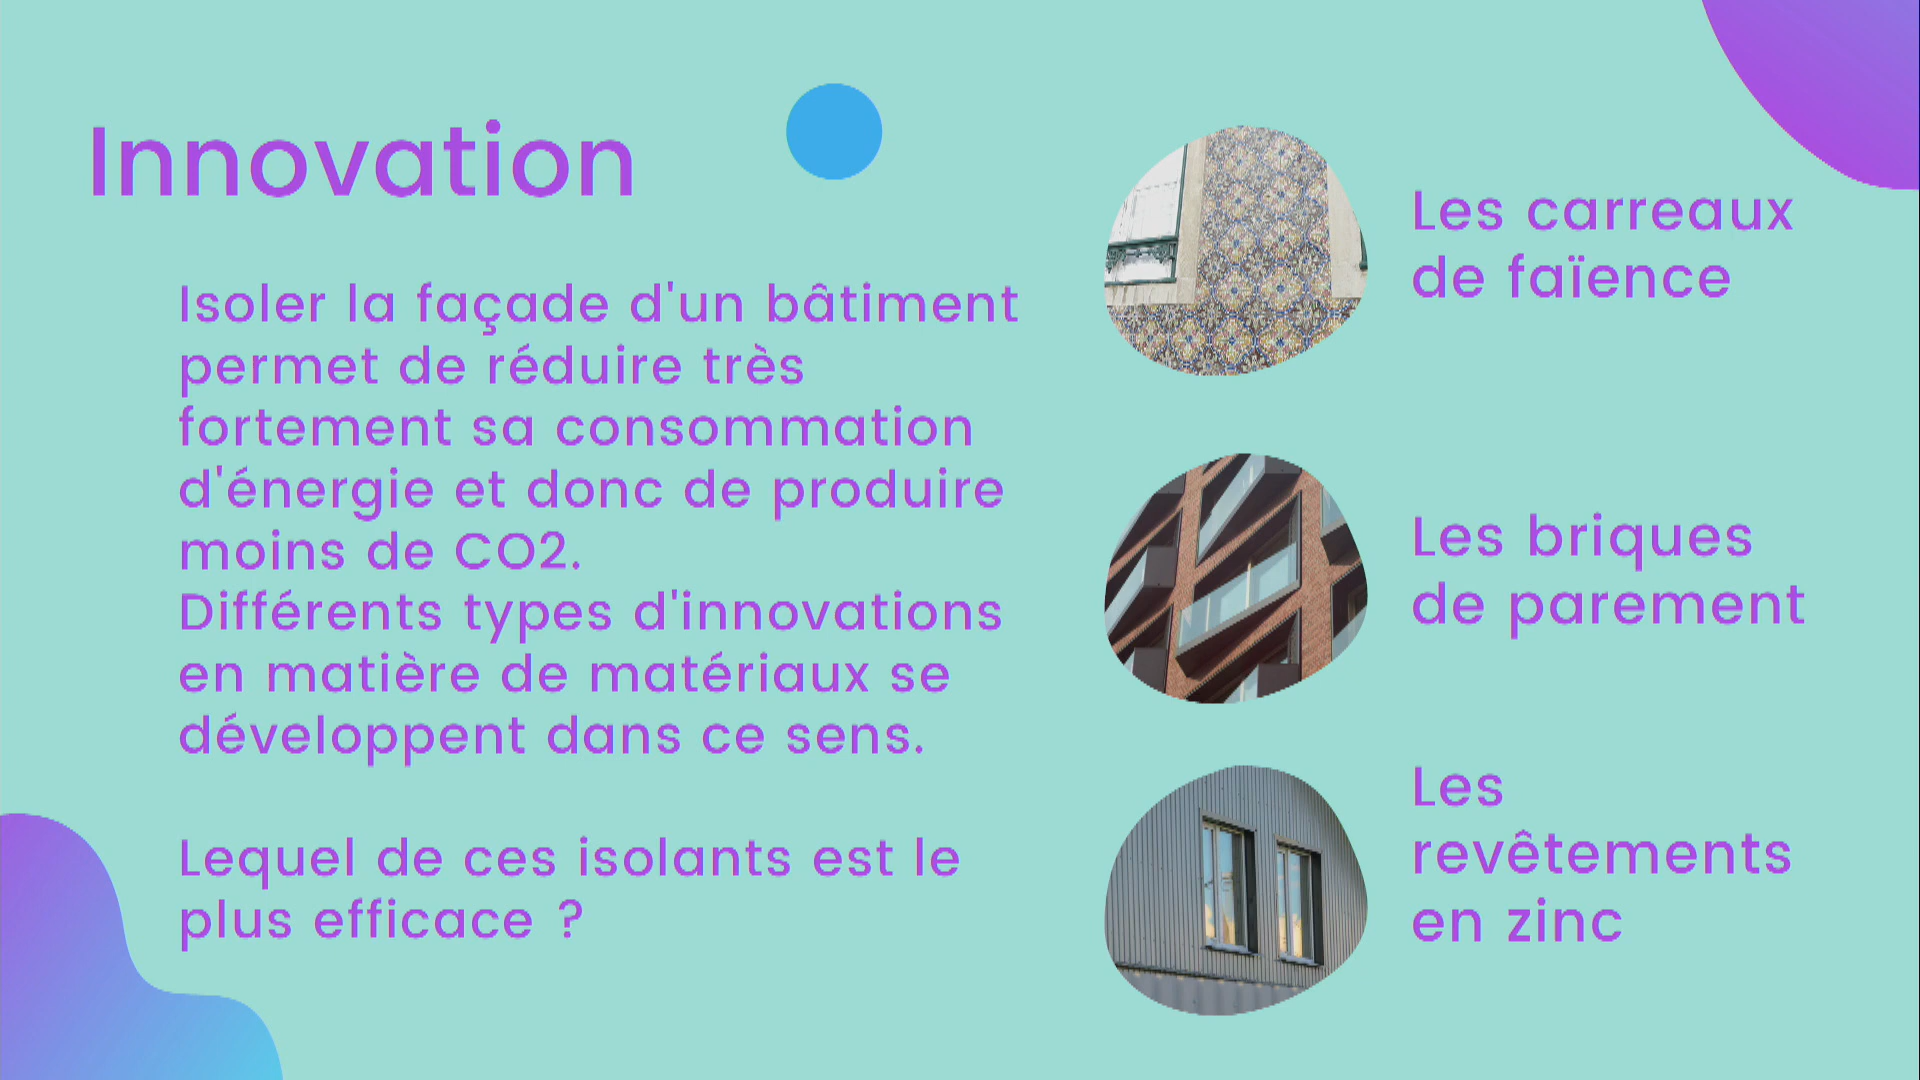 Innovation
Isoler la façade d'un bâtiment
permet de réduire très
fortement sa consommation
d'énergie et donc de produire
moins de CO2.
Différents types d'innovations
en matière de matériaux se
développent dans ce sens.
Lequel de ces isolants est le
plus efficace ?
Les carreaux
de faïence
Les briques
de parement
Les
revêtements
en zinc